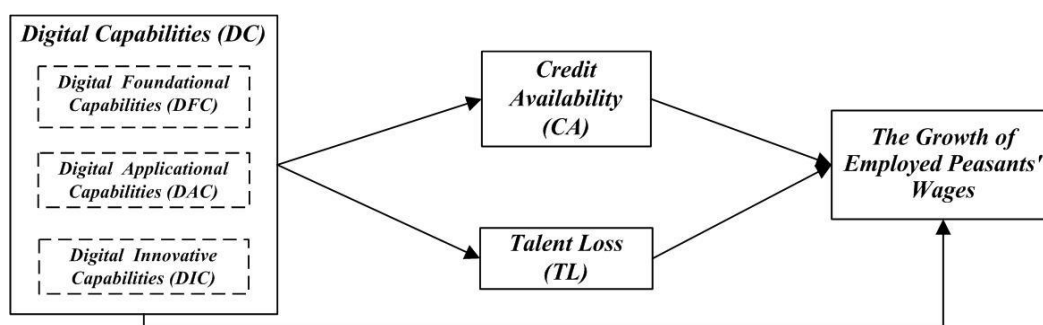 Digital Capabilities (DC)
Digital Foundational
Capabilities (DFC)
Digital Applicational
Capabilities (DAC)
Digital Innovative
Capabilities (DIC)
Credit
Availability
(CA)
Talent Loss
(TL)
The Growth of
Employed Peasants'
Wages